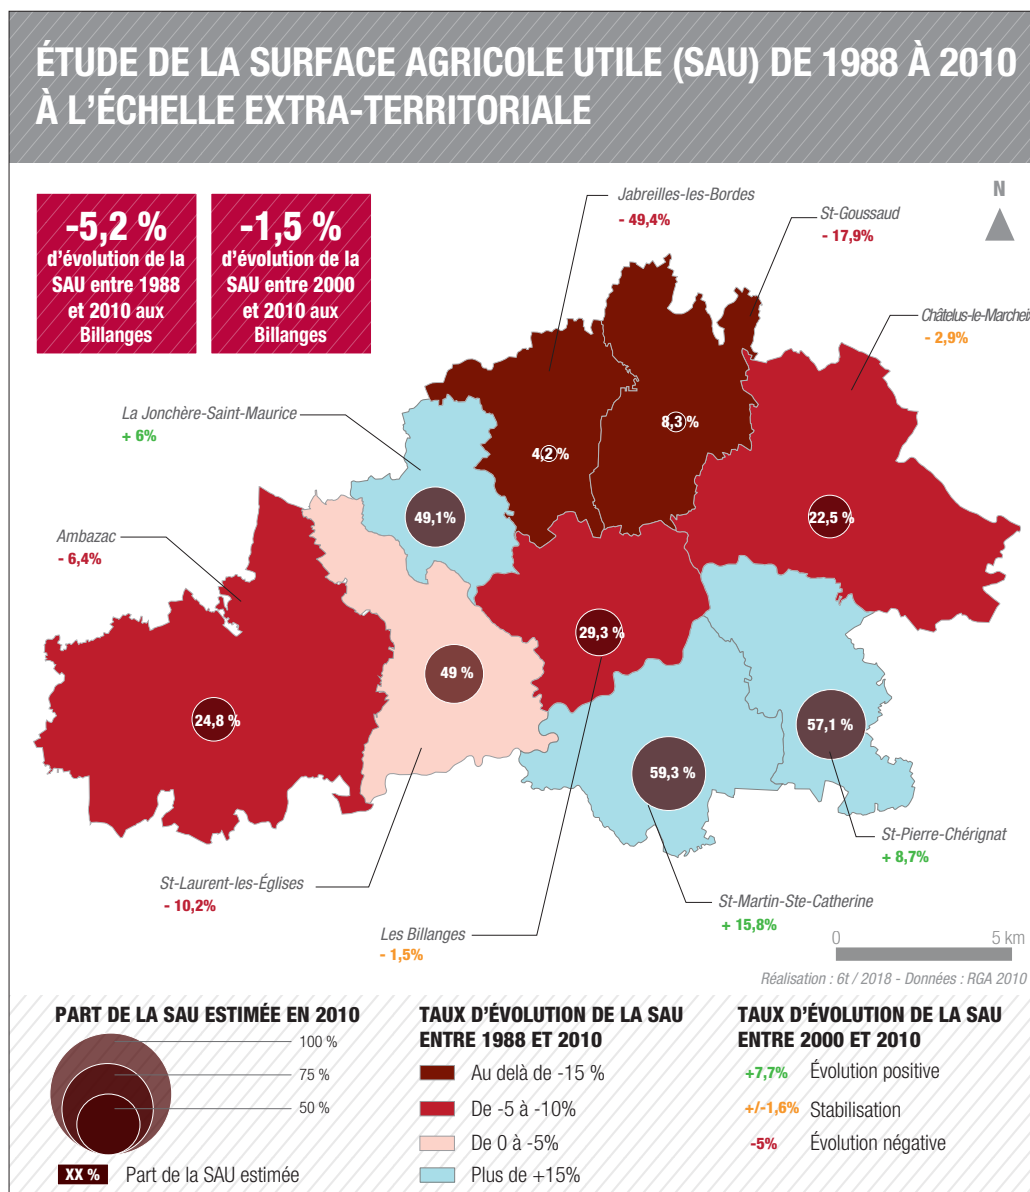 ÉTUDE DE LA SURFACE AGRICOLE UTILE (SAU) DE 1988 À 2010
À L'ÉCHELLE EXTRA-TERRITORIALE
-5,2 %
d'évolution de la
SAU entre 1988
et 2010 aux
Billanges
-1,5 %
d'évolution de la
SAU entre 2000
et 2010 aux
Billanges
Jabreilles-les-Bordes
- 49,4%
St-Goussaud
- 17,9%
N
Châtelus-le-Marcheix
- 2,9%
La Jonchère-Saint-Maurice
+ 6%
Ambazac
- 6,4%
8,3 %
4,2 %
49,1%
22,5 %
29,3 %
49 %
24,8 %
57,1 %
59,3 %
St-Pierre-Chérignat
+ 8,7%
St-Laurent-les-Églises
- 10,2%
St-Martin-Ste-Catherine
+ 15,8%
Les Billanges
- 1,5%
0 5 km
Réalisation : 6t / 2018 - Données : RGA 2010
PART DE LA SAU ESTIMÉE EN 2010
100 %
75 %
50 %
XX % Part de la SAU estimée
TAUX D'ÉVOLUTION DE LA SAU
ENTRE 1988 ET 2010
Au delà de -15 %
De -5 à -10%
De 0 à -5%
Plus de +15%
TAUX D'ÉVOLUTION DE LA SAU
ENTRE 2000 ET 2010
+7,7% Évolution positive
+/-1,6% Stabilisation
-5% Évolution négative